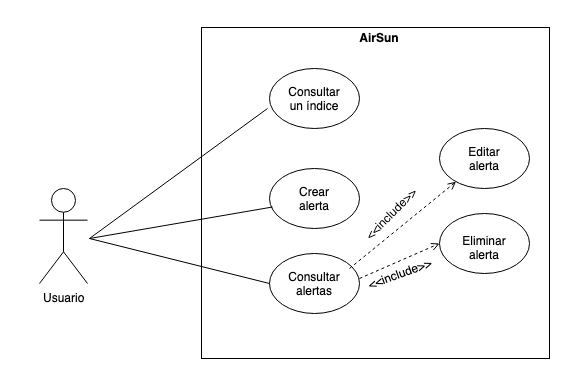 AirSun
Consultar
un índice
Editar
alerta
Crear
alerta
<<include>>
Eliminar
alerta
Consultar
alertas
<<include>>
Usuario